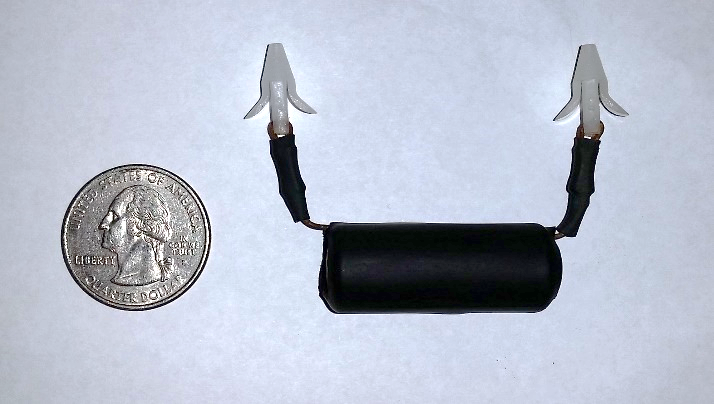 UNITED STATES OF AMERICA
LIBERTY
IN
GOD WE
TRUST
P
QUARTER DOLLAR